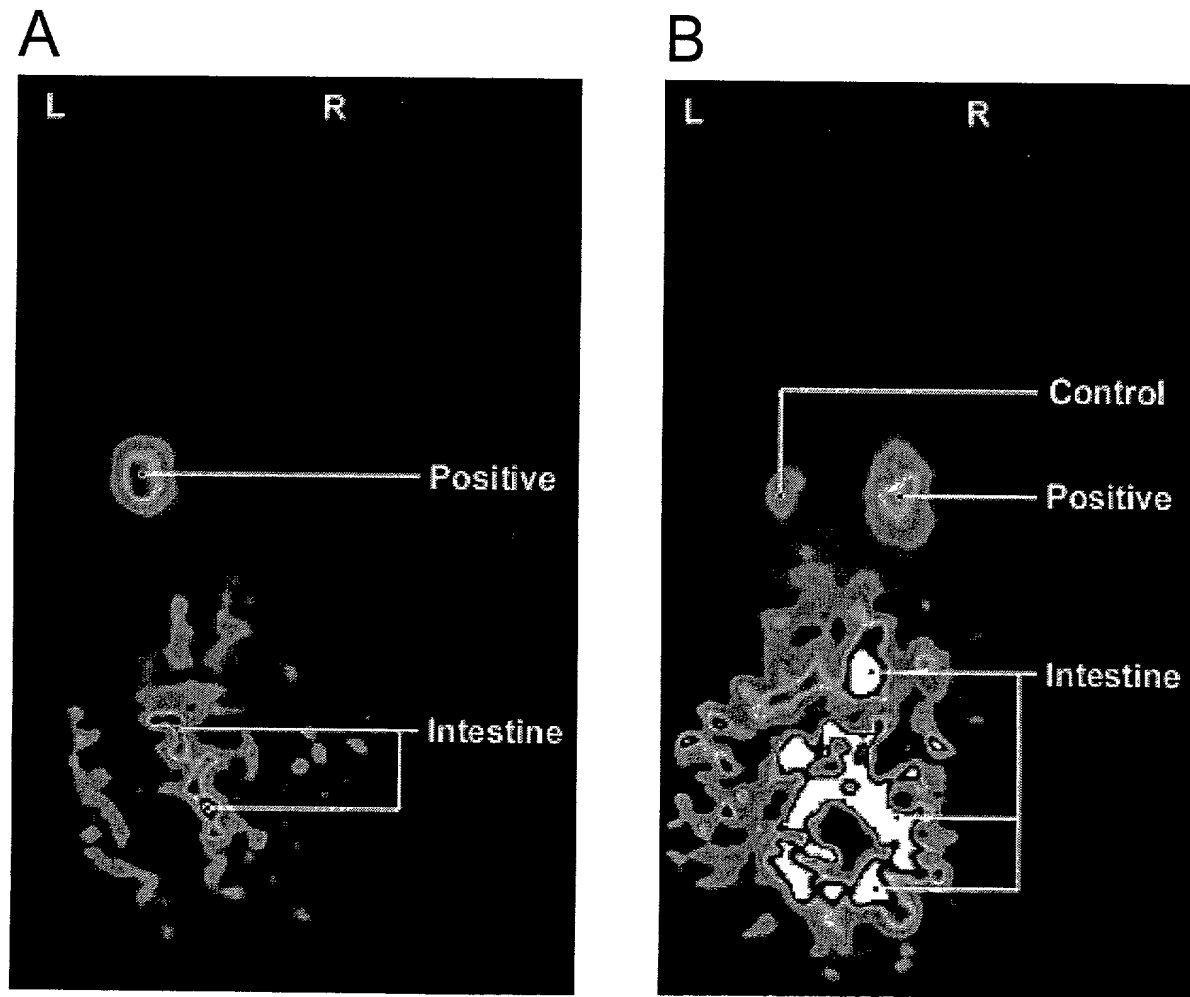 A
L R
Positive
Intestine
B
L R
Control
Positive
Intestine